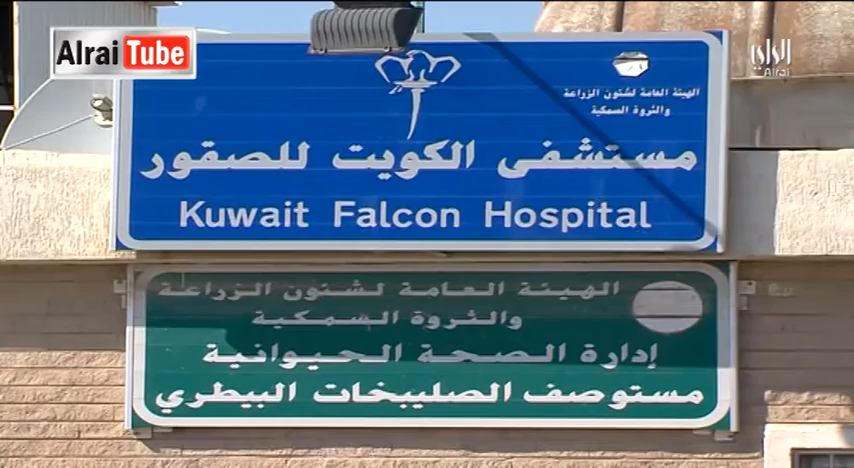 Alrai Tube
الراي
Alrai
الهيئة العامة لشئون الزراعة
والثروة السمكية
مستشفى الكويت للصقور
Kuwait Falcon Hospital
الهيئة العامة لشئون الزراعة
والثروة السمكية
إدارة الصحة الحيوانية
مستوصف الصليبخات البيطري